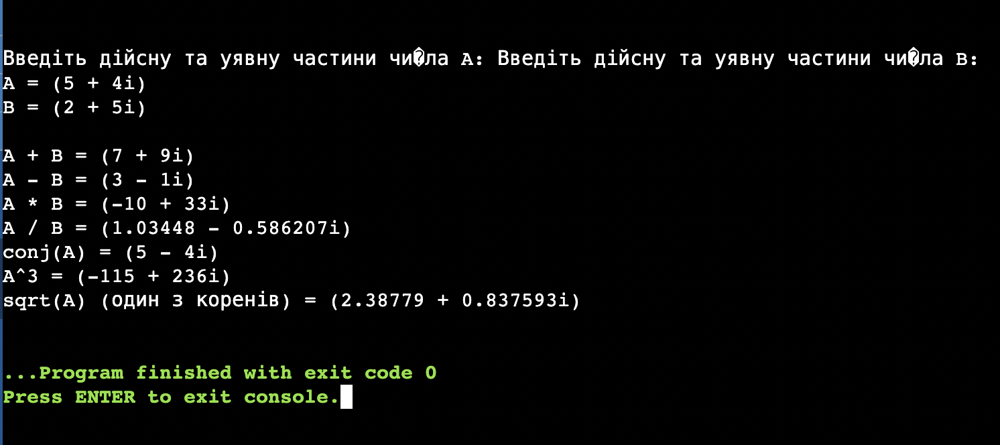 Введіть дійсну та уявну частини чи�ла A: Введіть дійсну та уявну частини чи�ла B:
A = (5 + 4i)
B = (2 + 5i)
A + B = (7 + 9i)
A - B = (3 - 1i)
A * B = (-10 + 33i)
A / B = (1.03448 - 0.586207i)
conj(A) = (5 - 4i)
A^3 = (-115 + 236i)
sqrt(A) (один з коренів) = (2.38779 + 0.837593i)
...Program finished with exit code 0
Press ENTER to exit console.